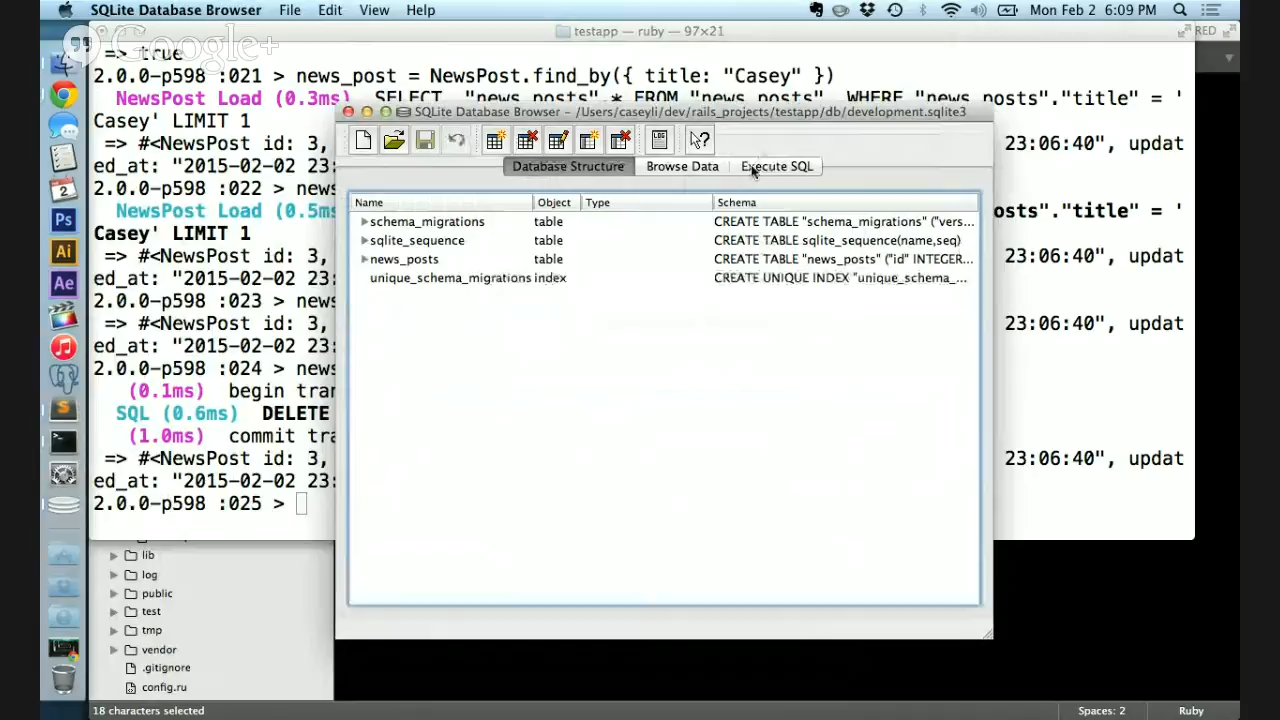 SQLite Database Browser File Edit View Help Mon Feb 2 6:09 PM
Google+
testapp — ruby — 97×21
RED
=> true
2.0.0-p598 :021 > news_post = NewsPost.find_by({ title: "Casey" })
NewsPost Load (0.3ms) SELECT "news_posts".* FROM "news_posts" WHERE "news_posts"."title" = '
Casey' LIMIT 1
=> #<NewsPost id: 3, 23:06:40", updat
ed_at: "2015-02-02 23:
2.0.0-p598 :022 > news
NewsPost Load (0.5ms osts"."title" = '
Casey' LIMIT 1
=> #<NewsPost id: 3, 23:06:40", updat
ed_at: "2015-02-02 23:
2.0.0-p598 :023 > news
=> #<NewsPost id: 3, 23:06:40", updat
ed_at: "2015-02-02 23:
2.0.0-p598 :024 > news
(0.1ms) begin tran
SQL (0.6ms) DELETE
(1.0ms) commit tra
=> #<NewsPost id: 3, 23:06:40", updat
ed_at: "2015-02-02 23:
2.0.0-p598 :025 >
SQLite Database Browser - /Users/caseyli/dev/rails_projects/testapp/db/development.sqlite3
LOG
Database Structure Browse Data Execute SQL
Name Object Type Schema
schema_migrations table CREATE TABLE "schema_migrations" ("vers...
sqlite_sequence table CREATE TABLE sqlite_sequence(name,seq)
news_posts table CREATE TABLE "news_posts" ("id" INTEGER...
unique_schema_migrations index CREATE UNIQUE INDEX "unique_schema_...
2
Ps
Ai
Ae
lib
log
public
test
tmp
vendor
.gitignore
config.ru
18 characters selected Spaces: 2 Ruby